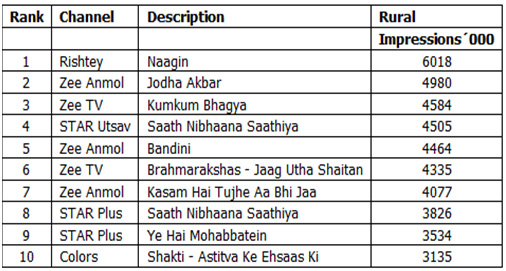 Rank Channel Description Rural
Impressions´000
1 Rishtey Naagin 6018
2 Zee Anmol Jodha Akbar 4980
3 Zee TV Kumkum Bhagya 4584
4 STAR Utsav Saath Nibhaana Saathiya 4505
5 Zee Anmol Bandini 4464
6 Zee TV Brahmarakshas - Jaag Utha Shaitan 4335
7 Zee Anmol Kasam Hai Tujhe Aa Bhi Jaa 4077
8 STAR Plus Saath Nibhaana Saathiya 3826
9 STAR Plus Ye Hai Mohabbatein 3534
10 Colors Shakti - Astitva Ke Ehsaas Ki 3135